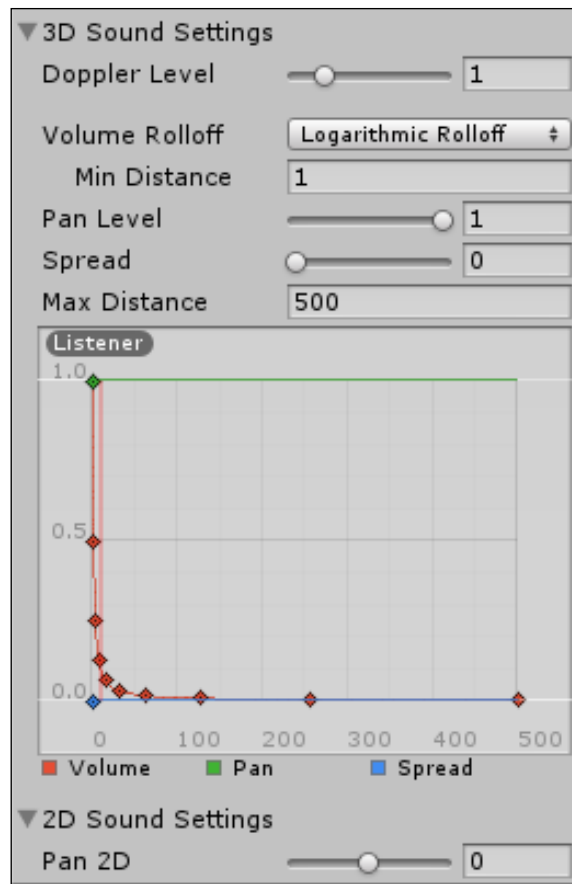 3D Sound Settings
Doppler Level 1
Volume Rolloff Logarithmic Rolloff
Min Distance 1
Pan Level 1
Spread 0
Max Distance 500
Listener
1.0
0.5
0.0
0 100 200 300 400 500
Volume Pan Spread
2D Sound Settings
Pan 2D 0